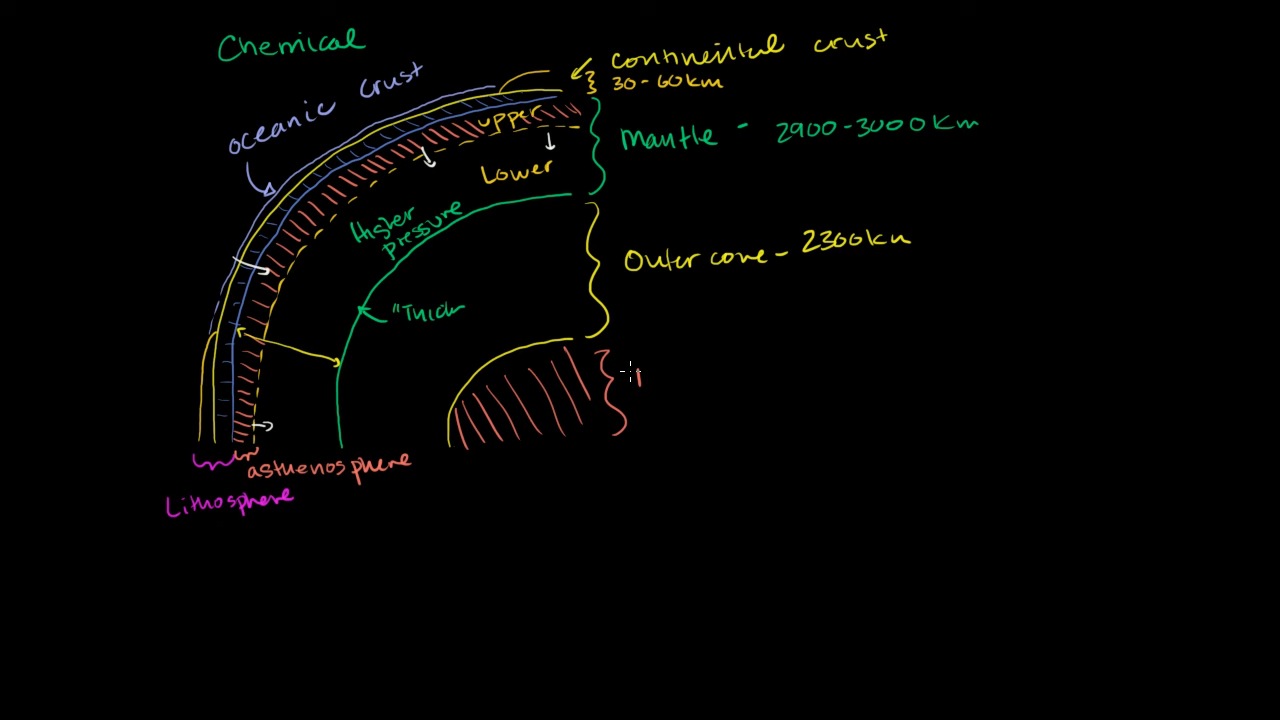 Chemical
continental crust
30-60km
oceanic crust
upper
Mantle - 2900-3000km
Lower
Higher
pressure
Outer core - 2300km
"Thick
asthenosphere
Lithosphere